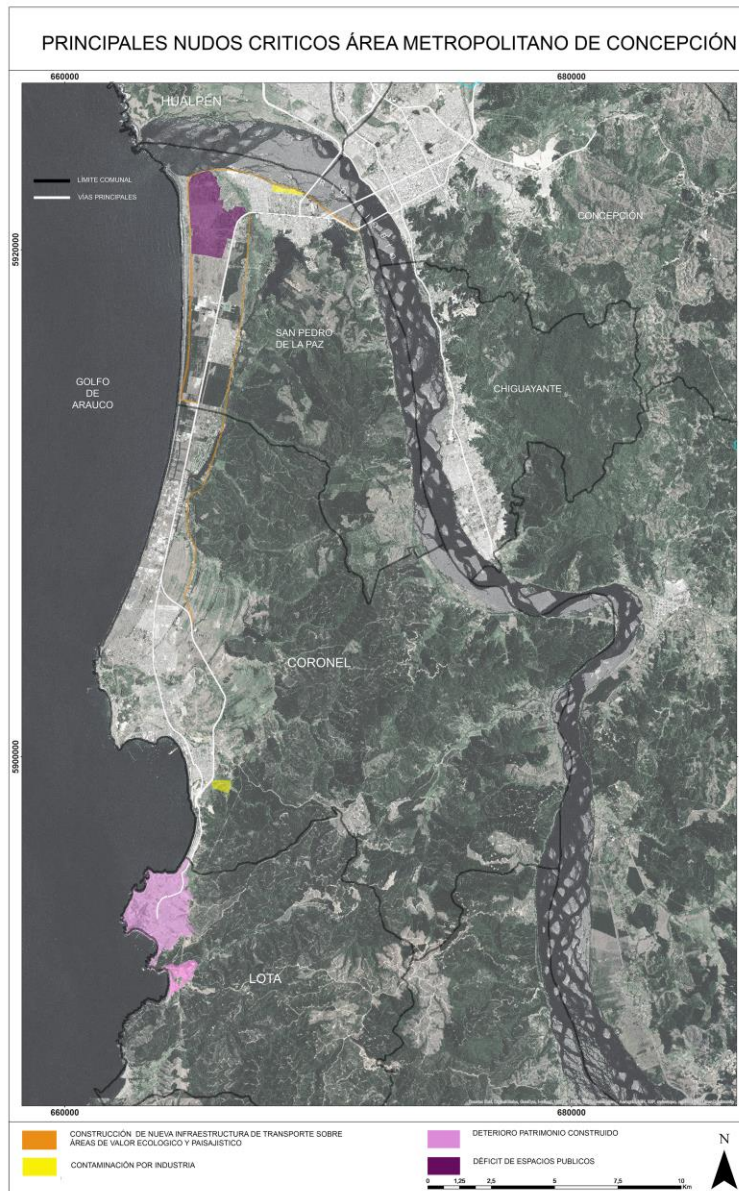 PRINCIPALES NUDOS CRITICOS ÁREA METROPOLITANO DE CONCEPCIÓN
660000
680000
HUALPÉN
LÍMITE COMUNAL
VÍAS PRINCIPALES
CONCEPCIÓN
5920000
SAN PEDRO
DE LA PAZ
GOLFO
DE
ARAUCO
CHIGUAYANTE
CORONEL
5900000
LOTA
660000
680000
CONSTRUCCIÓN DE NUEVA INFRAESTRUCTURA DE TRANSPORTE SOBRE
ÁREAS DE VALOR ECOLOGICO Y PAISAJISTICO
CONTAMINACIÓN POR INDUSTRIA
DETERIORO PATRIMONIO CONSTRUIDO
DÉFICIT DE ESPACIOS PUBLICOS
N
0 1,25 2,5 5 7,5 10
Km